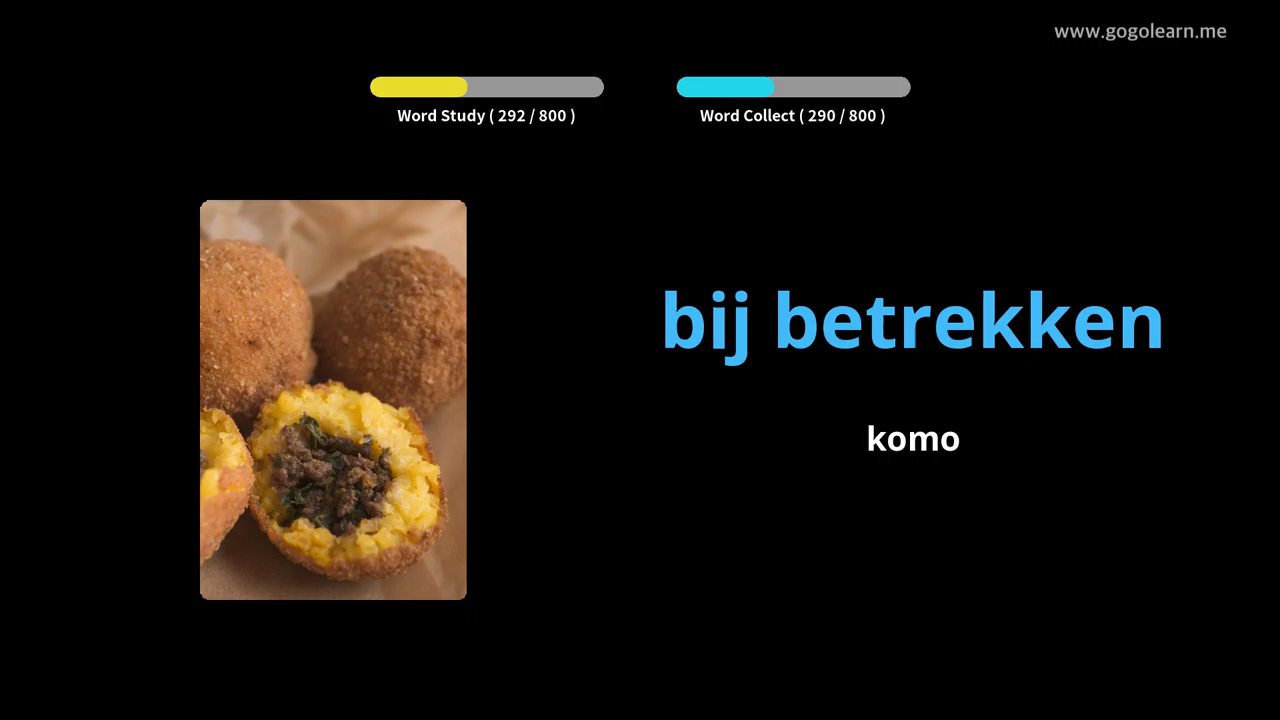 www.gogolearn.me
Word Study ( 292 / 800 )
Word Collect ( 290 / 800 )
bij betrekken
komo